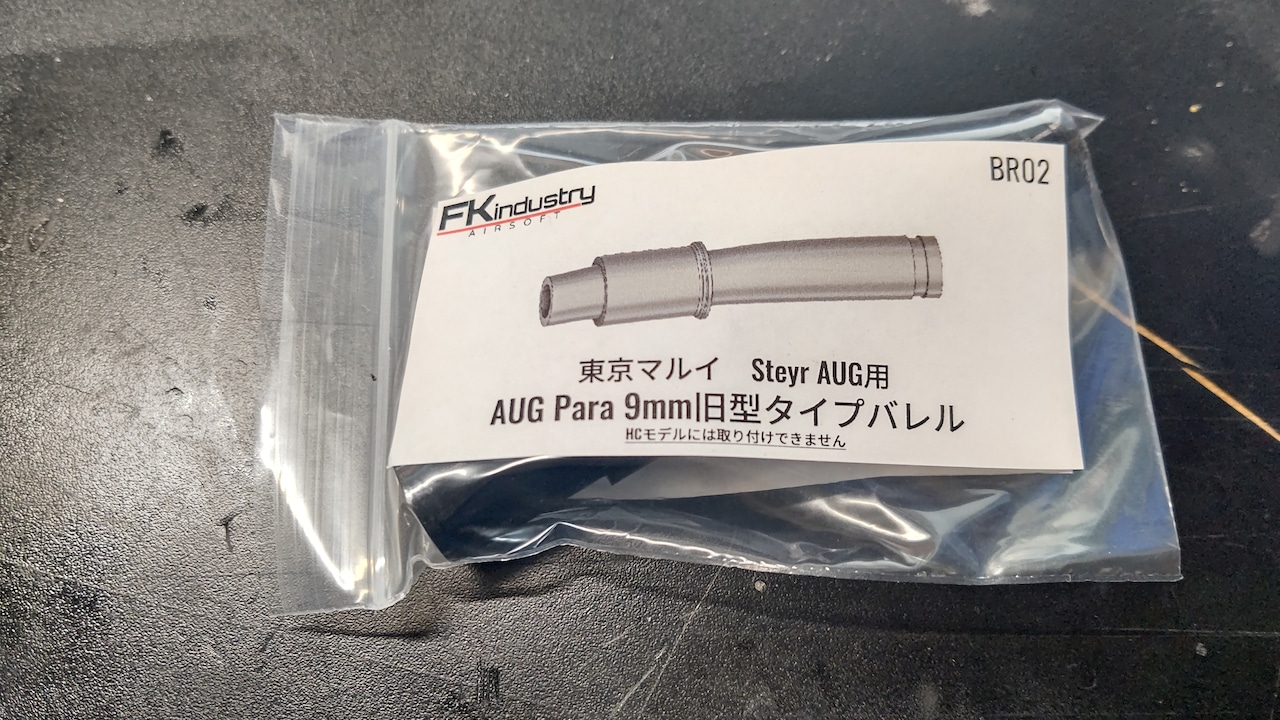 FKindustry
AIRSOFT
BR02
東京マルイ　Steyr AUG用
AUG Para 9mm旧型タイプバレル
HCモデルには取り付けできません